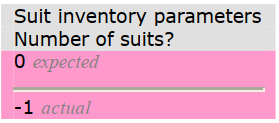 Suit inventory parameters
Number of suits?
0 expected
-1 actual